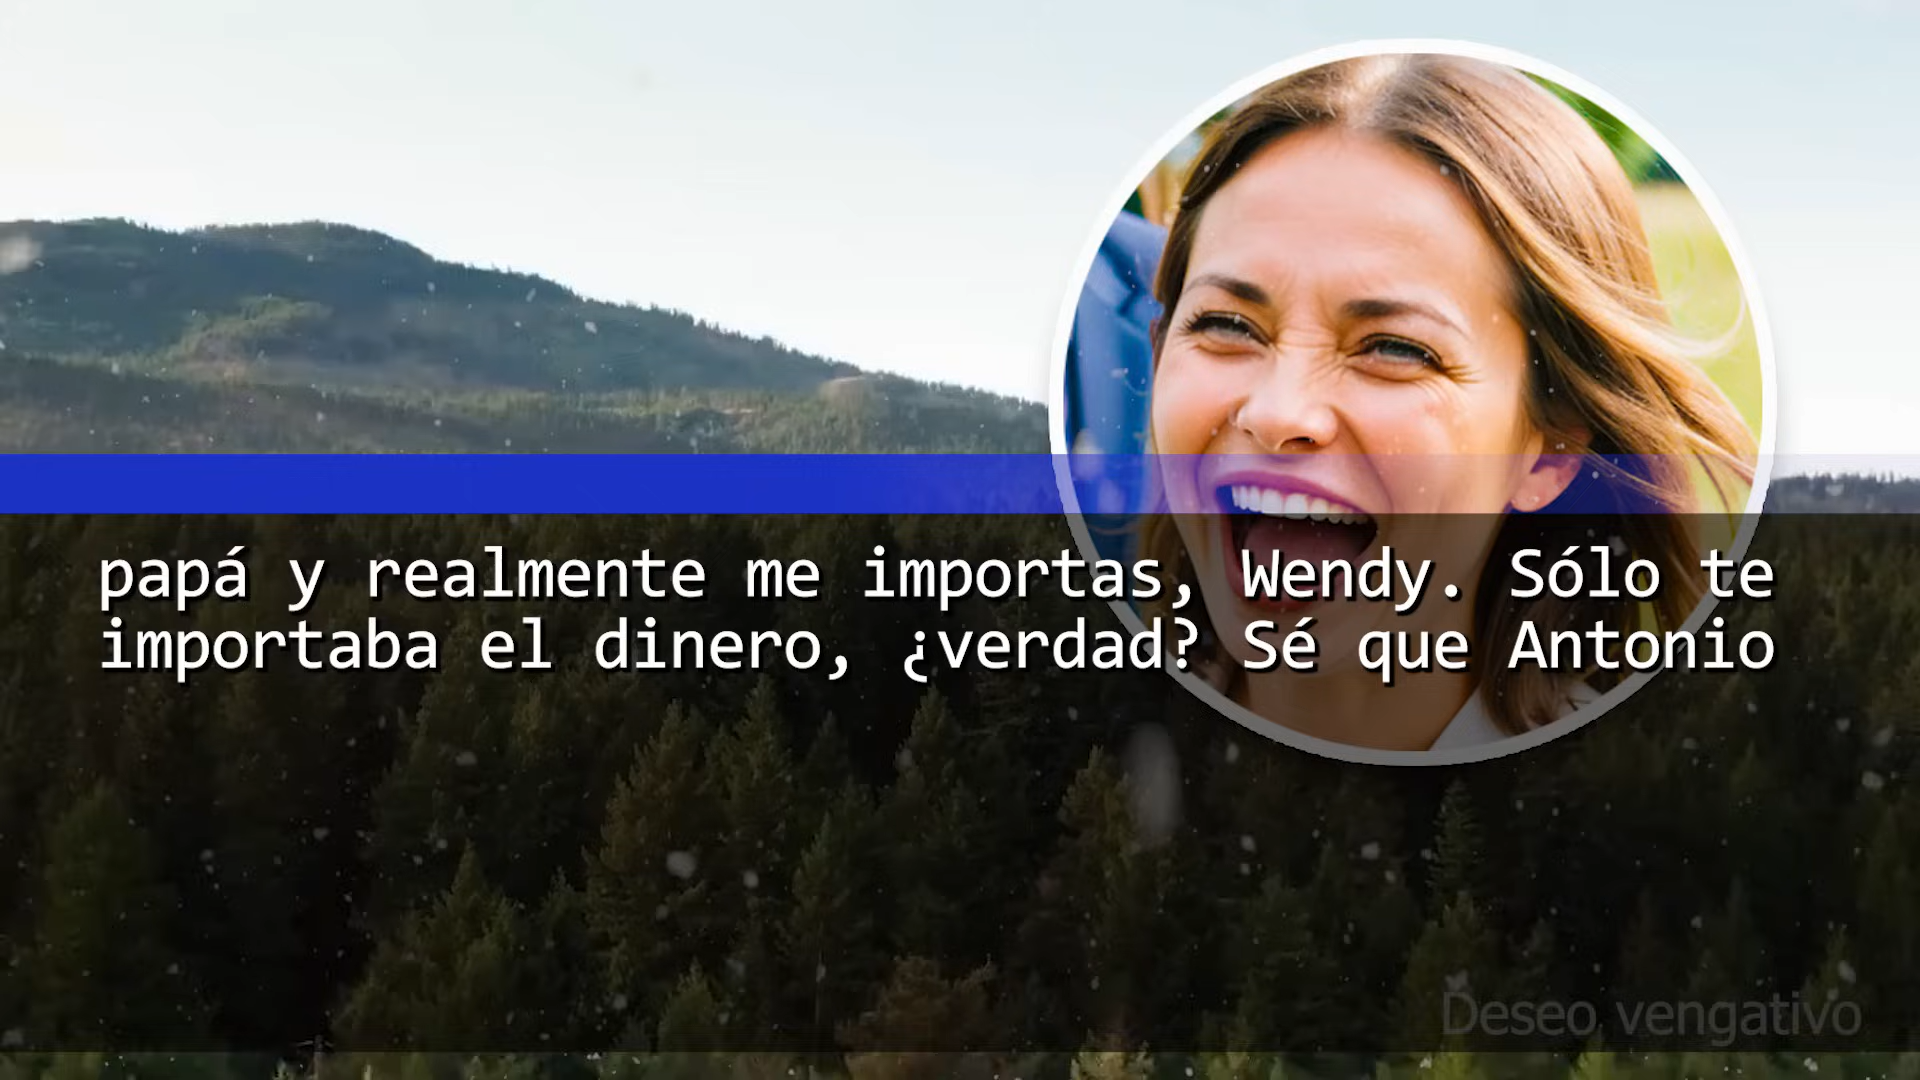 papá y realmente me importas, Wendy. Sólo te
importaba el dinero, ¿verdad? Sé que Antonio
Deseo vengativo